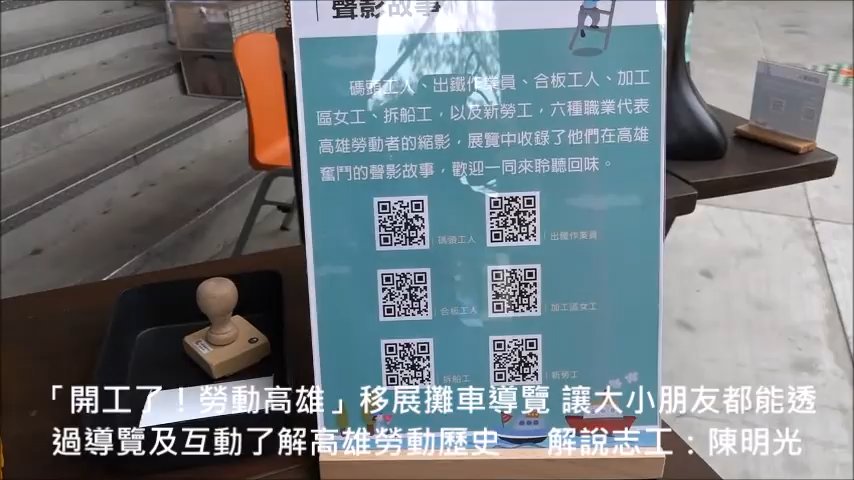 聲影故事
碼頭工人、出鐵作業員、合板工人、加工
區女工、拆船工，以及新勞工，六種職業代表
高雄勞動者的縮影，展覽中收錄了他們在高雄
奮鬥的聲影故事，歡迎一同來聆聽回味。
碼頭工人 出鐵作業員
合板工人 加工區女工
拆船工 新勞工
「開工了！勞動高雄」移展攤車導覽 讓大小朋友都能透
過導覽及互動了解高雄勞動歷史 解說志工：陳明光